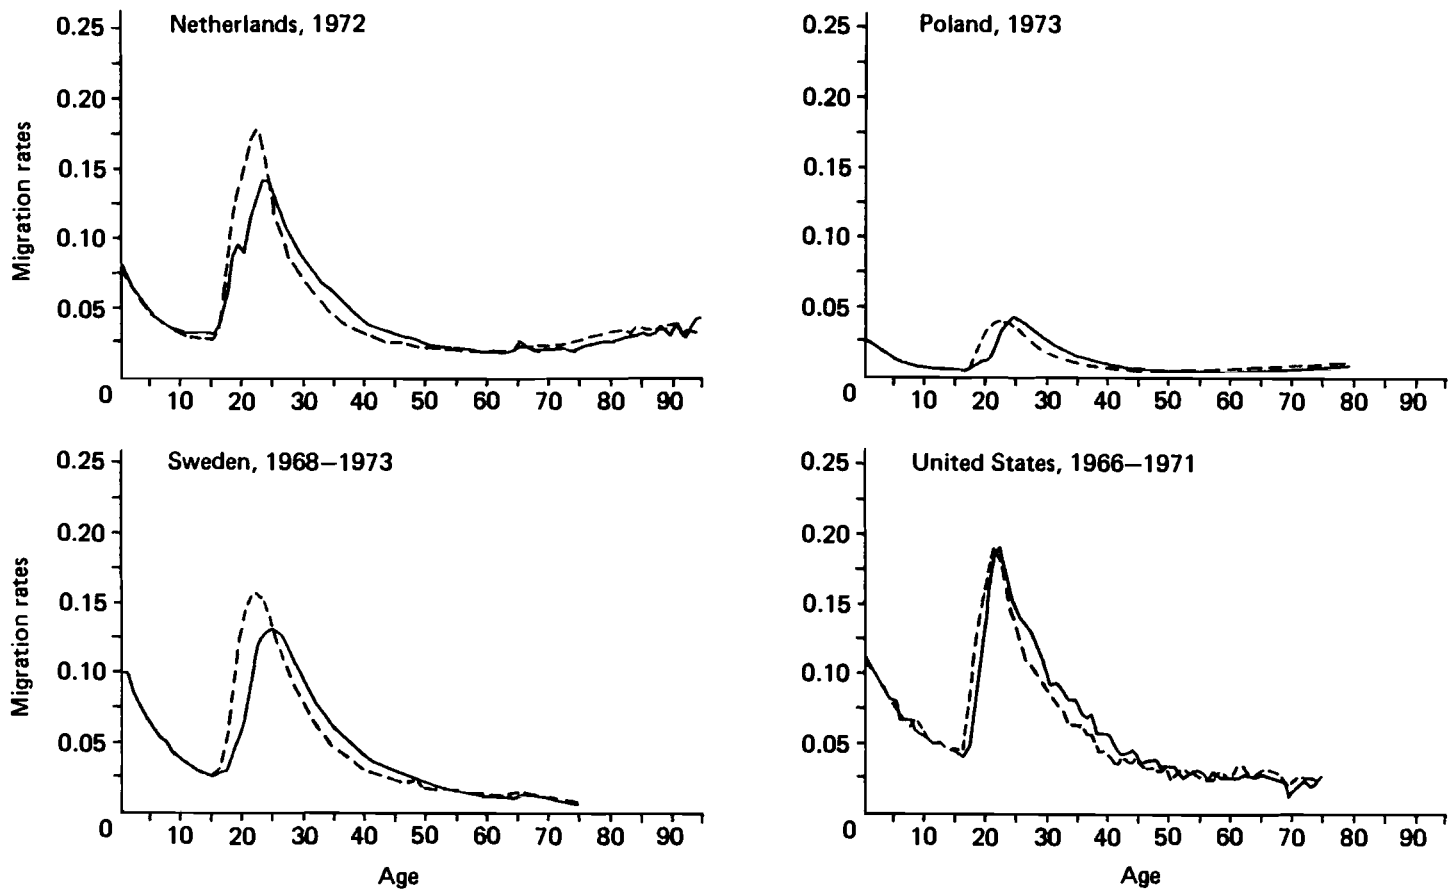 Netherlands, 1972
0.25
0.20
0.15
0.10
0.05
0
Migration rates
10 20 30 40 50 60 70 80 90
Poland, 1973
0.25
0.20
0.15
0.10
0.05
0
10 20 30 40 50 60 70 80 90
Sweden, 1968–1973
0.25
0.20
0.15
0.10
0.05
0
Migration rates
10 20 30 40 50 60 70 80 90
Age
United States, 1966–1971
0.25
0.20
0.15
0.10
0.05
0
10 20 30 40 50 60 70 80 90
Age